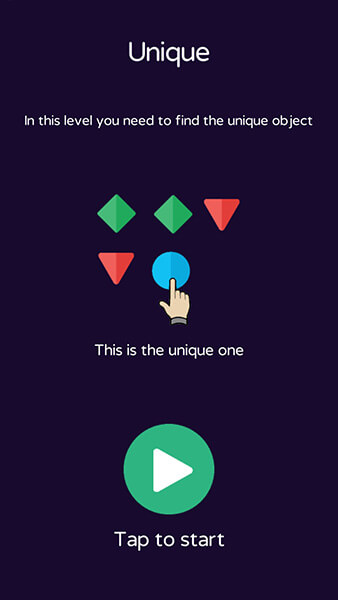 Unique
In this level you need to find the unique object
This is the unique one
Tap to start